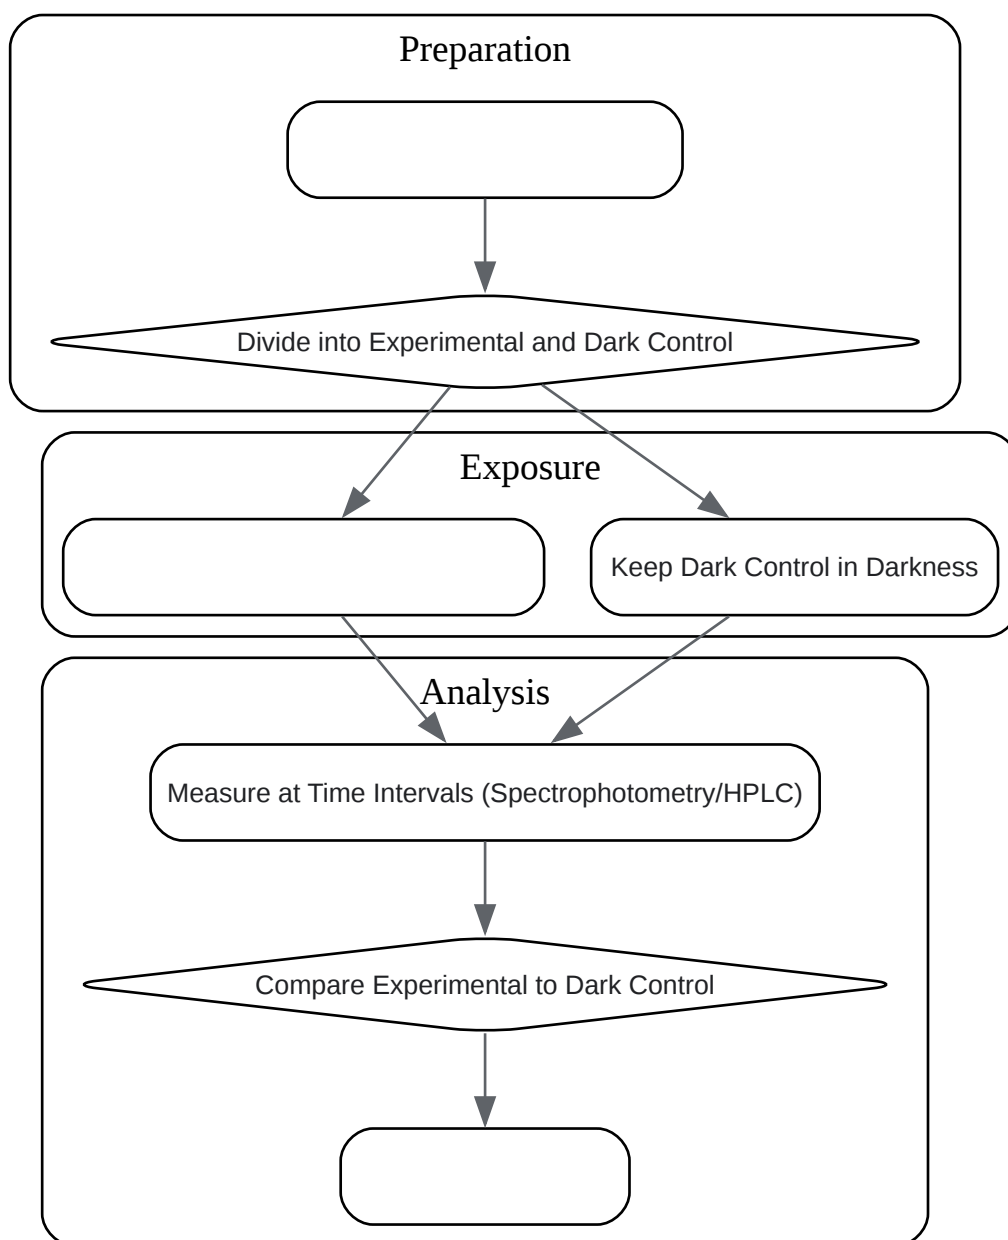 Preparation
Divide into Experimental and Dark Control
Exposure
Keep Dark Control in Darkness
Analysis
Measure at Time Intervals (Spectrophotometry/HPLC)
Compare Experimental to Dark Control